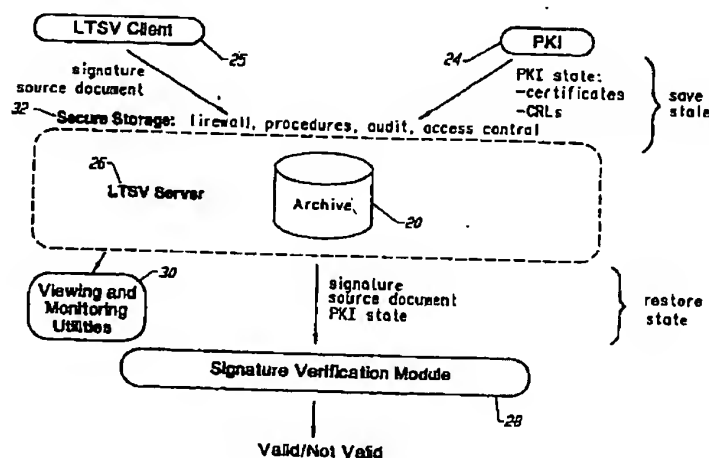 LTSV Client
25
24
PKI
signature
source document
PKI state:
-certificates
-CRLs
save
state
32 Secure Storage: firewall, procedures, audit, access control
26
LTSV Server
Archive
20
30
Viewing and
Monitoring
Utilities
signature
source document
PKI state
restore
state
Signature Verification Module
28
Valid/Not Valid